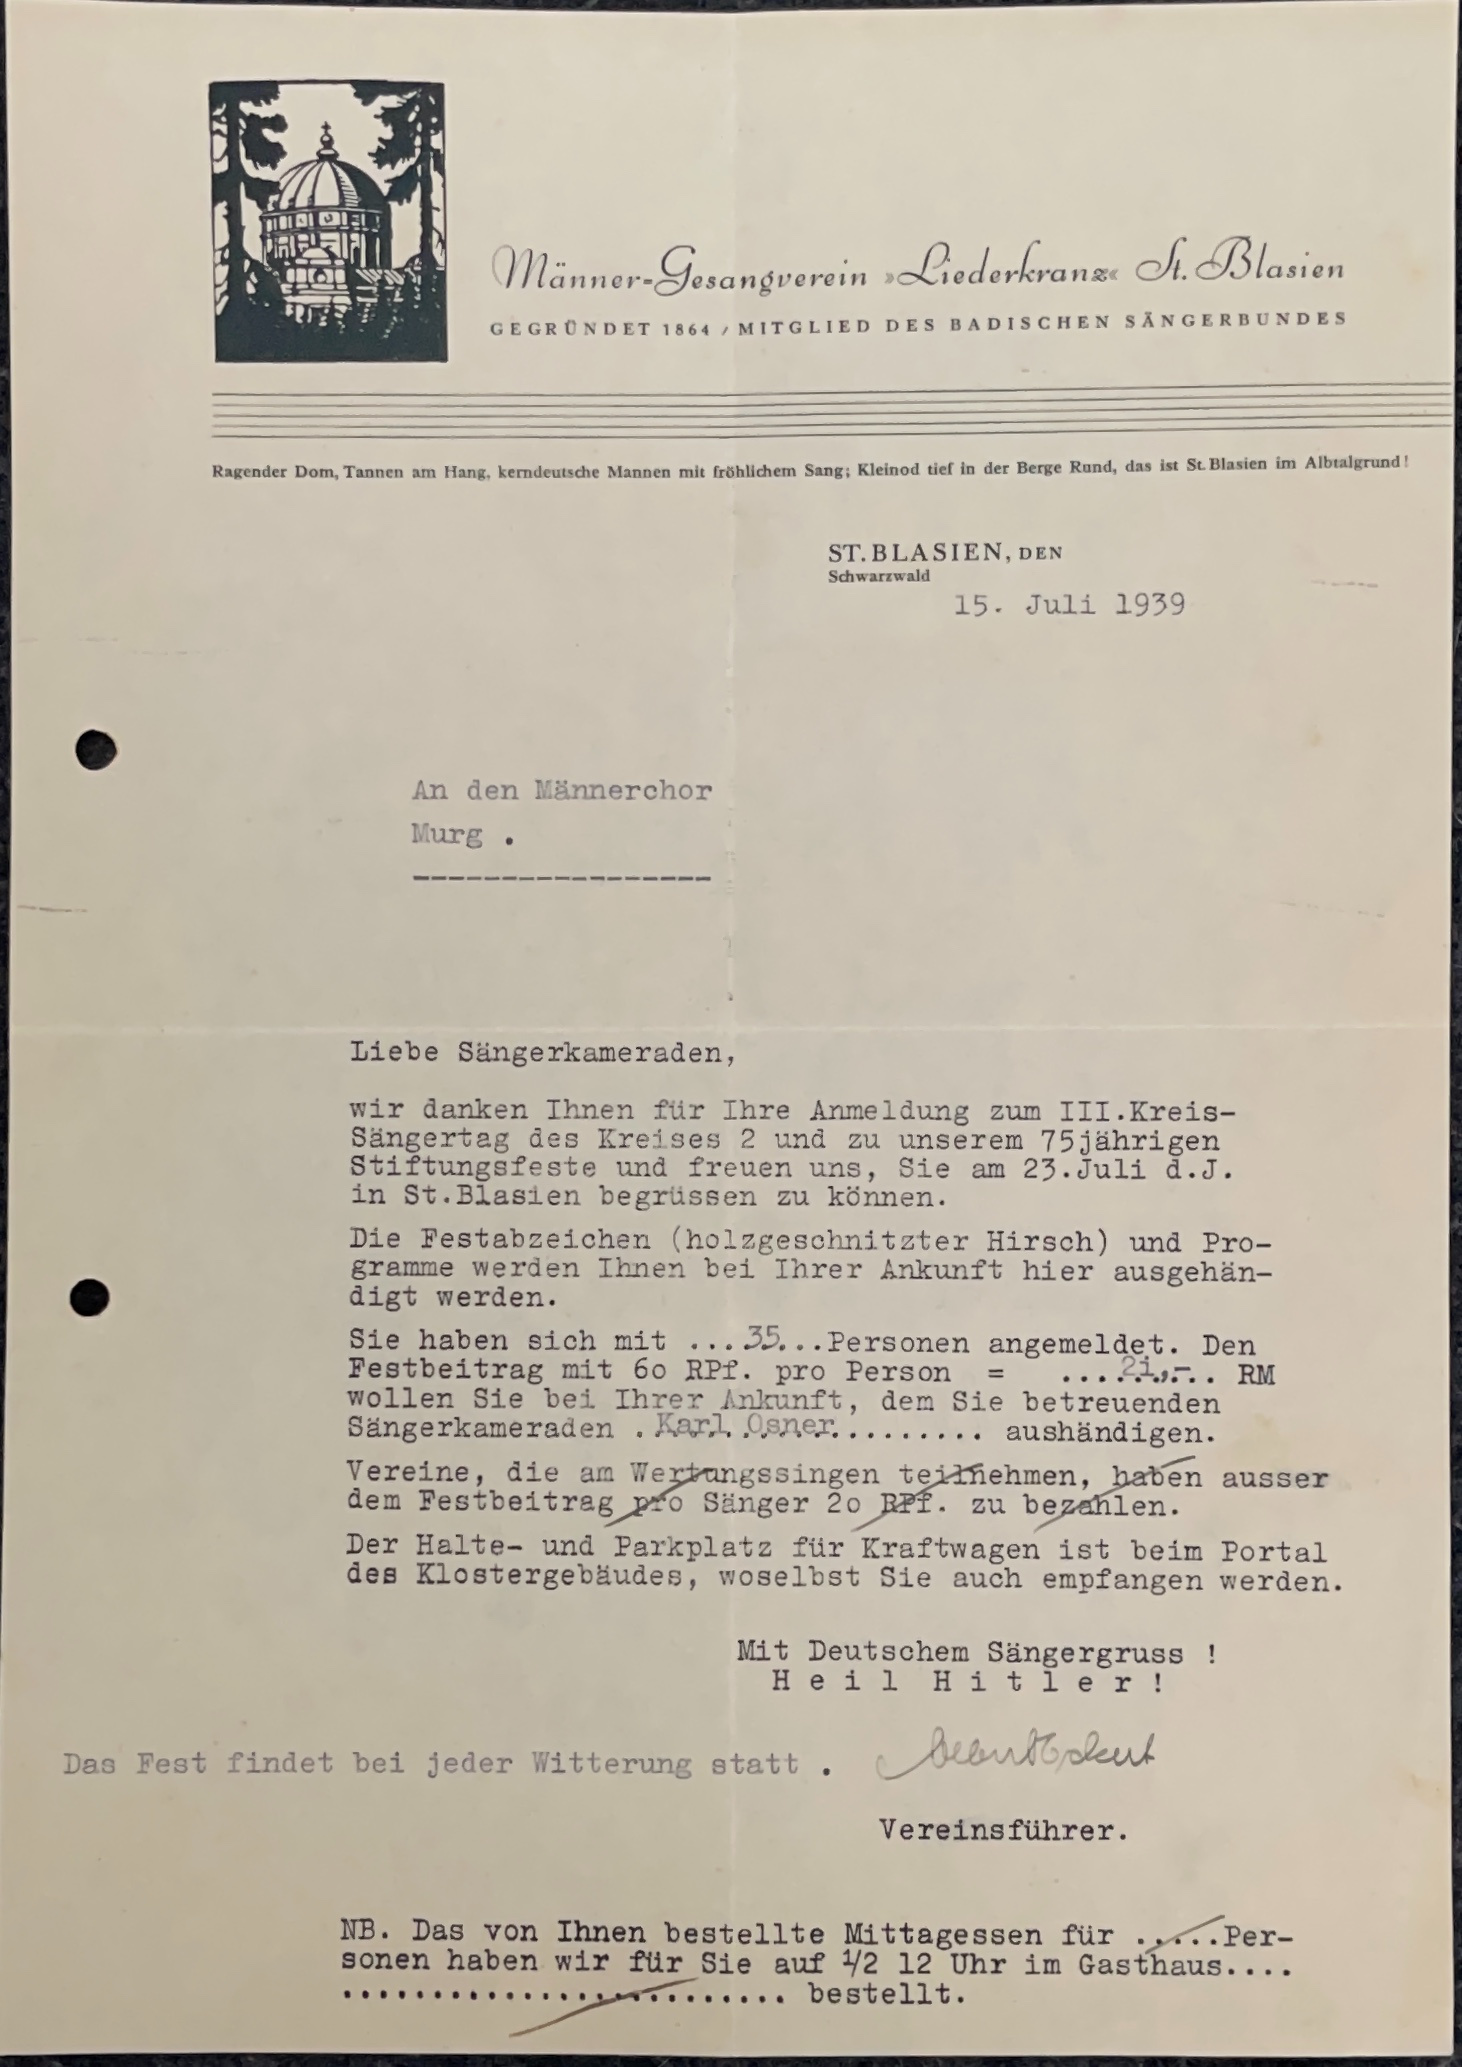 Männer-Gesangverein »Liederkranz« St. Blasien
GEGRÜNDET 1864 / MITGLIED DES BADISCHEN SÄNGERBUNDES
Ragender Dom, Tannen am Hang, kerndeutsche Mannen mit fröhlichem Sang; Kleinod tief in der Berge Rund, das ist St. Blasien im Albtalgrund!
ST. BLASIEN, DEN
Schwarzwald
15. Juli 1939
An den Männerchor
Murg .
-----------------
Liebe Sängerkameraden,
wir danken Ihnen für Ihre Anmeldung zum III.Kreis-
Sängertag des Kreises 2 und zu unserem 75jährigen
Stiftungsfeste und freuen uns, Sie am 23.Juli d.J.
in St.Blasien begrüssen zu können.
Die Festabzeichen (holzgeschnitzter Hirsch) und Pro-
gramme werden Ihnen bei Ihrer Ankunft hier ausgehän-
digt werden.
Sie haben sich mit ...35...Personen angemeldet. Den
Festbeitrag mit 6o RPf. pro Person = ....21,-.. RM
wollen Sie bei Ihrer Ankunft, dem Sie betreuenden
Sängerkameraden .Karl Osner......... aushändigen.
Vereine, die am Wertungssingen teilnehmen, haben ausser
dem Festbeitrag pro Sänger 2o RPf. zu bezahlen.
Der Halte- und Parkplatz für Kraftwagen ist beim Portal
des Klostergebäudes, woselbst Sie auch empfangen werden.
Mit Deutschem Sängergruss !
H e i l  H i t l e r !
Das Fest findet bei jeder Witterung statt .
Vereinsführer.
NB. Das von Ihnen bestellte Mittagessen für .....Per-
sonen haben wir für Sie auf 1/2 12 Uhr im Gasthaus....
......................... bestellt.